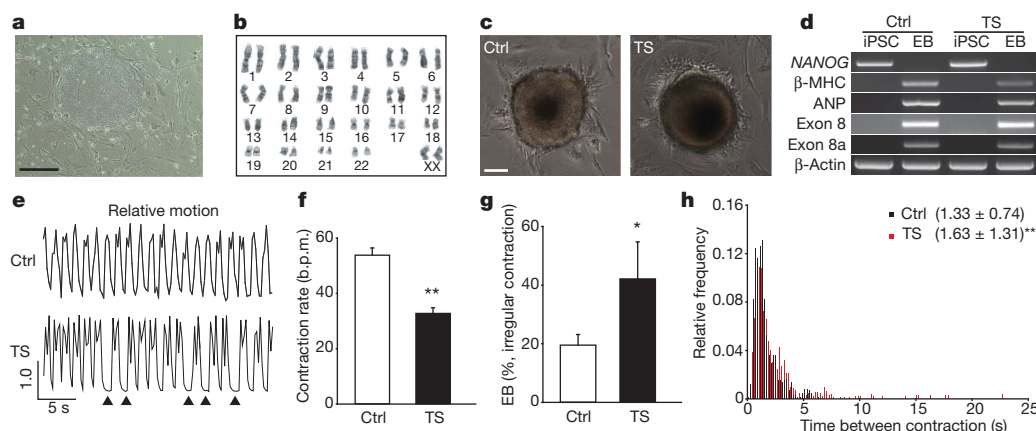 a
b
1 2 3 4 5 6
7 8 9 10 11 12
13 14 15 16 17 18
19 20 21 22 XX
c
Ctrl
TS
d
Ctrl TS
iPSC EB iPSC EB
NANOG
β-MHC
ANP
Exon 8
Exon 8a
β-Actin
e
Relative motion
Ctrl
TS
1.0
5 s
f
Contraction rate (b.p.m.)
60
40
20
0
**
Ctrl TS
g
EB (%, irregular contraction)
60
40
20
0
*
Ctrl TS
h
Relative frequency
0.16
0.12
0.08
0.04
0
Ctrl (1.33 ± 0.74)
TS (1.63 ± 1.31)**
0 5 10 15 20 25
Time between contraction (s)